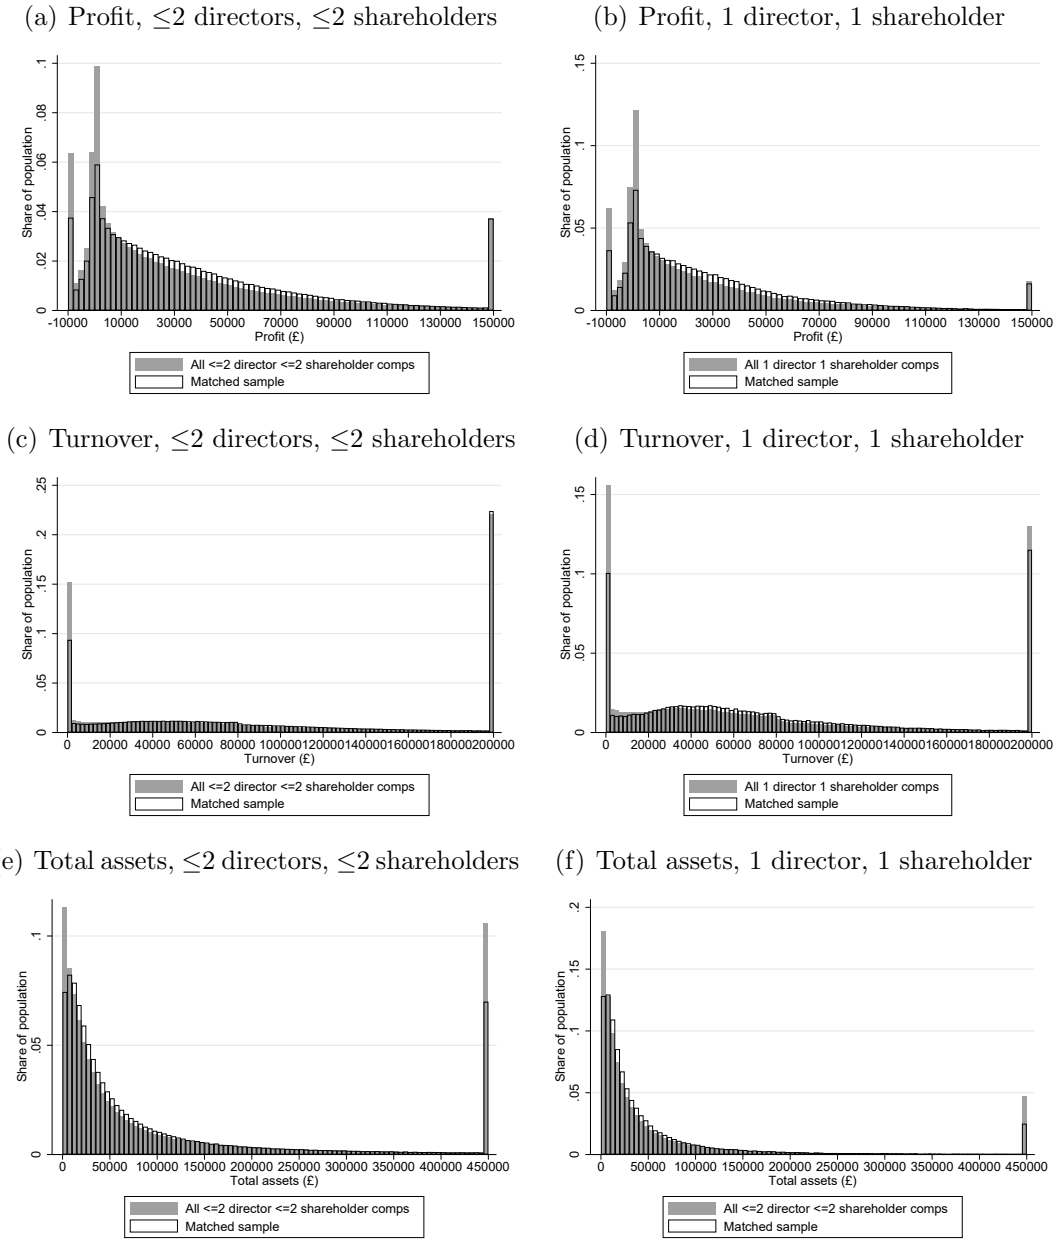 (a) Profit, ≤2 directors, ≤2 shareholders
(b) Profit, 1 director, 1 shareholder
Share of population
0 .02 .04 .06 .08 .1
-10000 10000 30000 50000 70000 90000 110000 130000 150000
Profit (£)
All <=2 director <=2 shareholder comps
Matched sample
Share of population
0 .05 .1 .15
-10000 10000 30000 50000 70000 90000 110000 130000 150000
Profit (£)
All 1 director 1 shareholder comps
Matched sample
(c) Turnover, ≤2 directors, ≤2 shareholders
(d) Turnover, 1 director, 1 shareholder
Share of population
0 .05 .1 .15 .2 .25
0 20000 40000 60000 80000 100000 120000 140000 160000 180000 200000
Turnover (£)
All <=2 director <=2 shareholder comps
Matched sample
Share of population
0 .05 .1 .15
0 20000 40000 60000 80000 100000 120000 140000 160000 180000 200000
Turnover (£)
All 1 director 1 shareholder comps
Matched sample
e) Total assets, ≤2 directors, ≤2 shareholders
(f) Total assets, 1 director, 1 shareholder
Share of population
0 .05 .1
0 50000 100000 150000 200000 250000 300000 350000 400000 450000
Total assets (£)
All <=2 director <=2 shareholder comps
Matched sample
Share of population
0 .05 .1 .15 .2
0 50000 100000 150000 200000 250000 300000 350000 400000 450000
Total assets (£)
All <=2 director <=2 shareholder comps
Matched sample